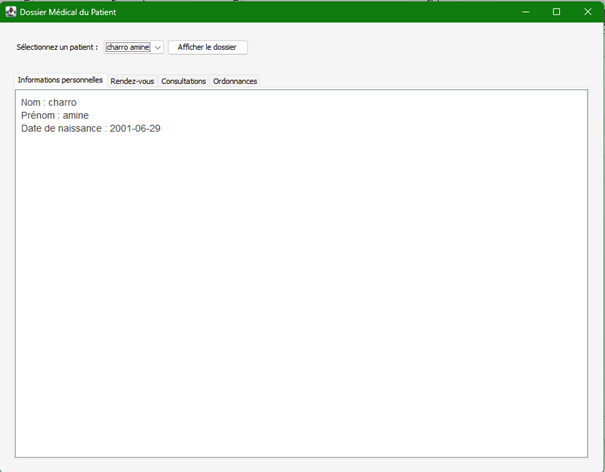 Dossier Médical du Patient
Sélectionnez un patient : charro amine Afficher le dossier
Informations personnelles Rendez-vous Consultations Ordonnances
Nom : charro
Prénom : amine
Date de naissance : 2001-06-29